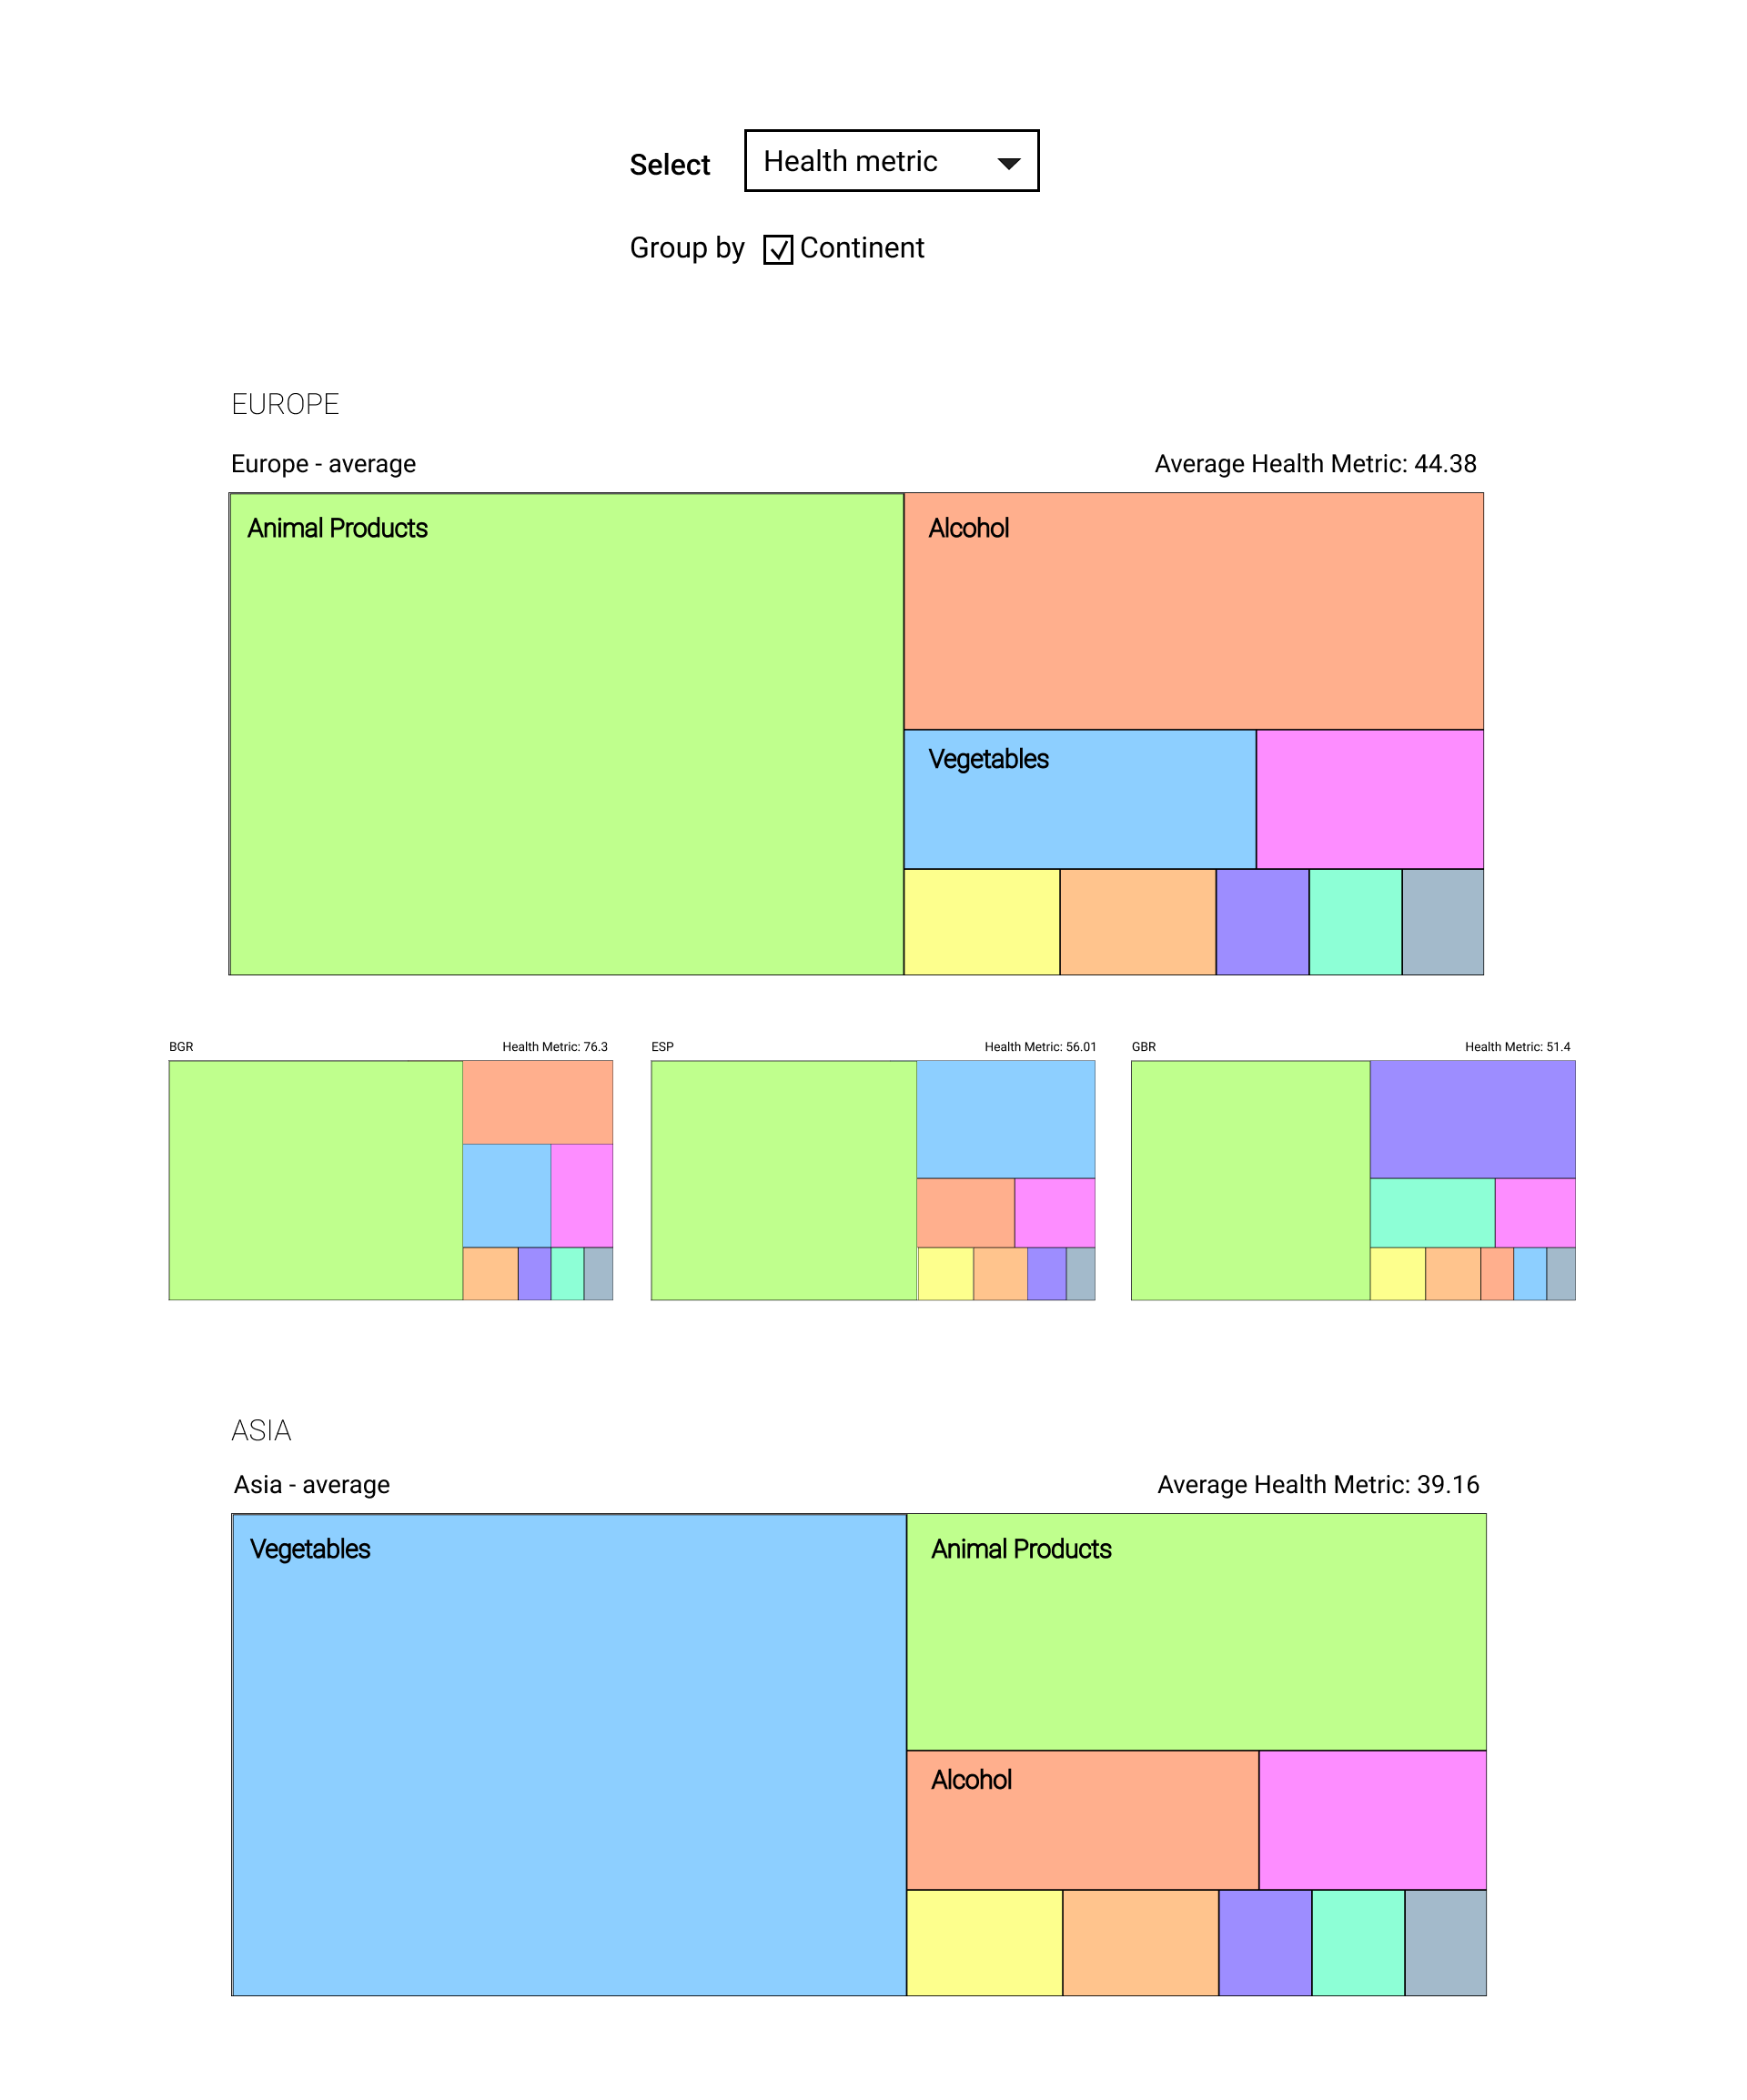 Select
Health metric
Group by
Continent
EUROPE
Europe - average
Average Health Metric: 44.38
Animal Products
Alcohol
Vegetables
BGR
Health Metric: 76.3
ESP
Health Metric: 56.01
GBR
Health Metric: 51.4
ASIA
Asia - average
Average Health Metric: 39.16
Vegetables
Animal Products
Alcohol